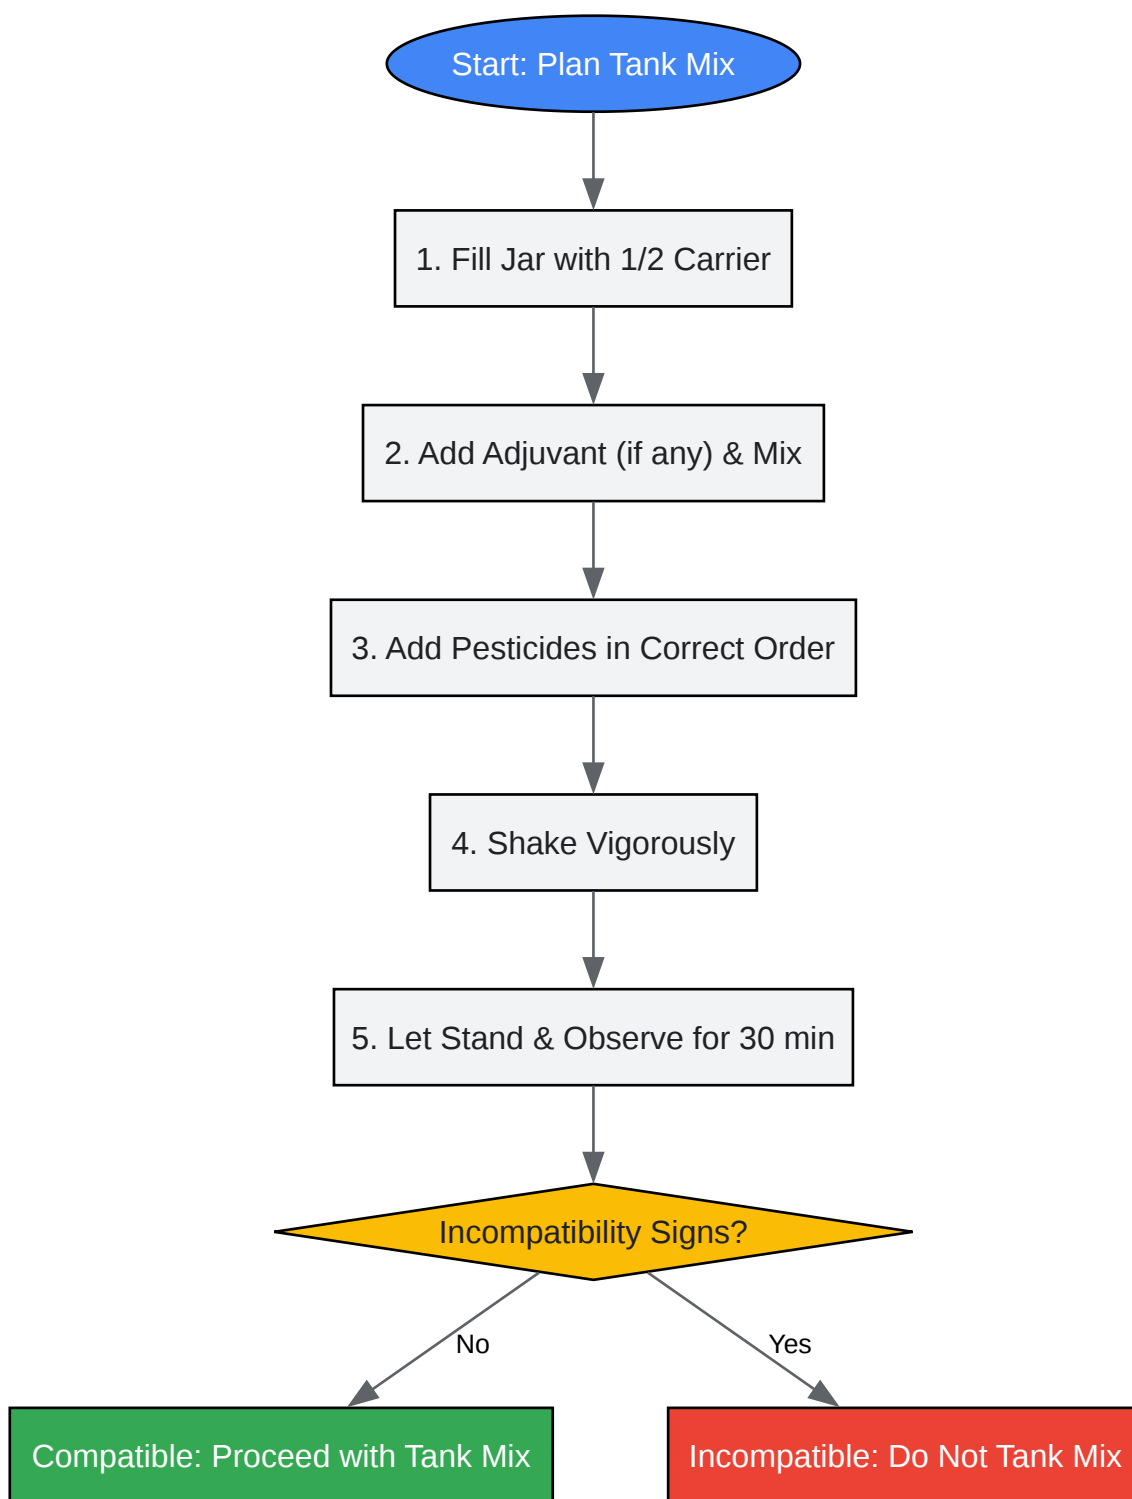 Start: Plan Tank Mix
1. Fill Jar with 1/2 Carrier
2. Add Adjuvant (if any) & Mix
3. Add Pesticides in Correct Order
4. Shake Vigorously
5. Let Stand & Observe for 30 min
Incompatibility Signs?
No
Yes
Compatible: Proceed with Tank Mix
Incompatible: Do Not Tank Mix